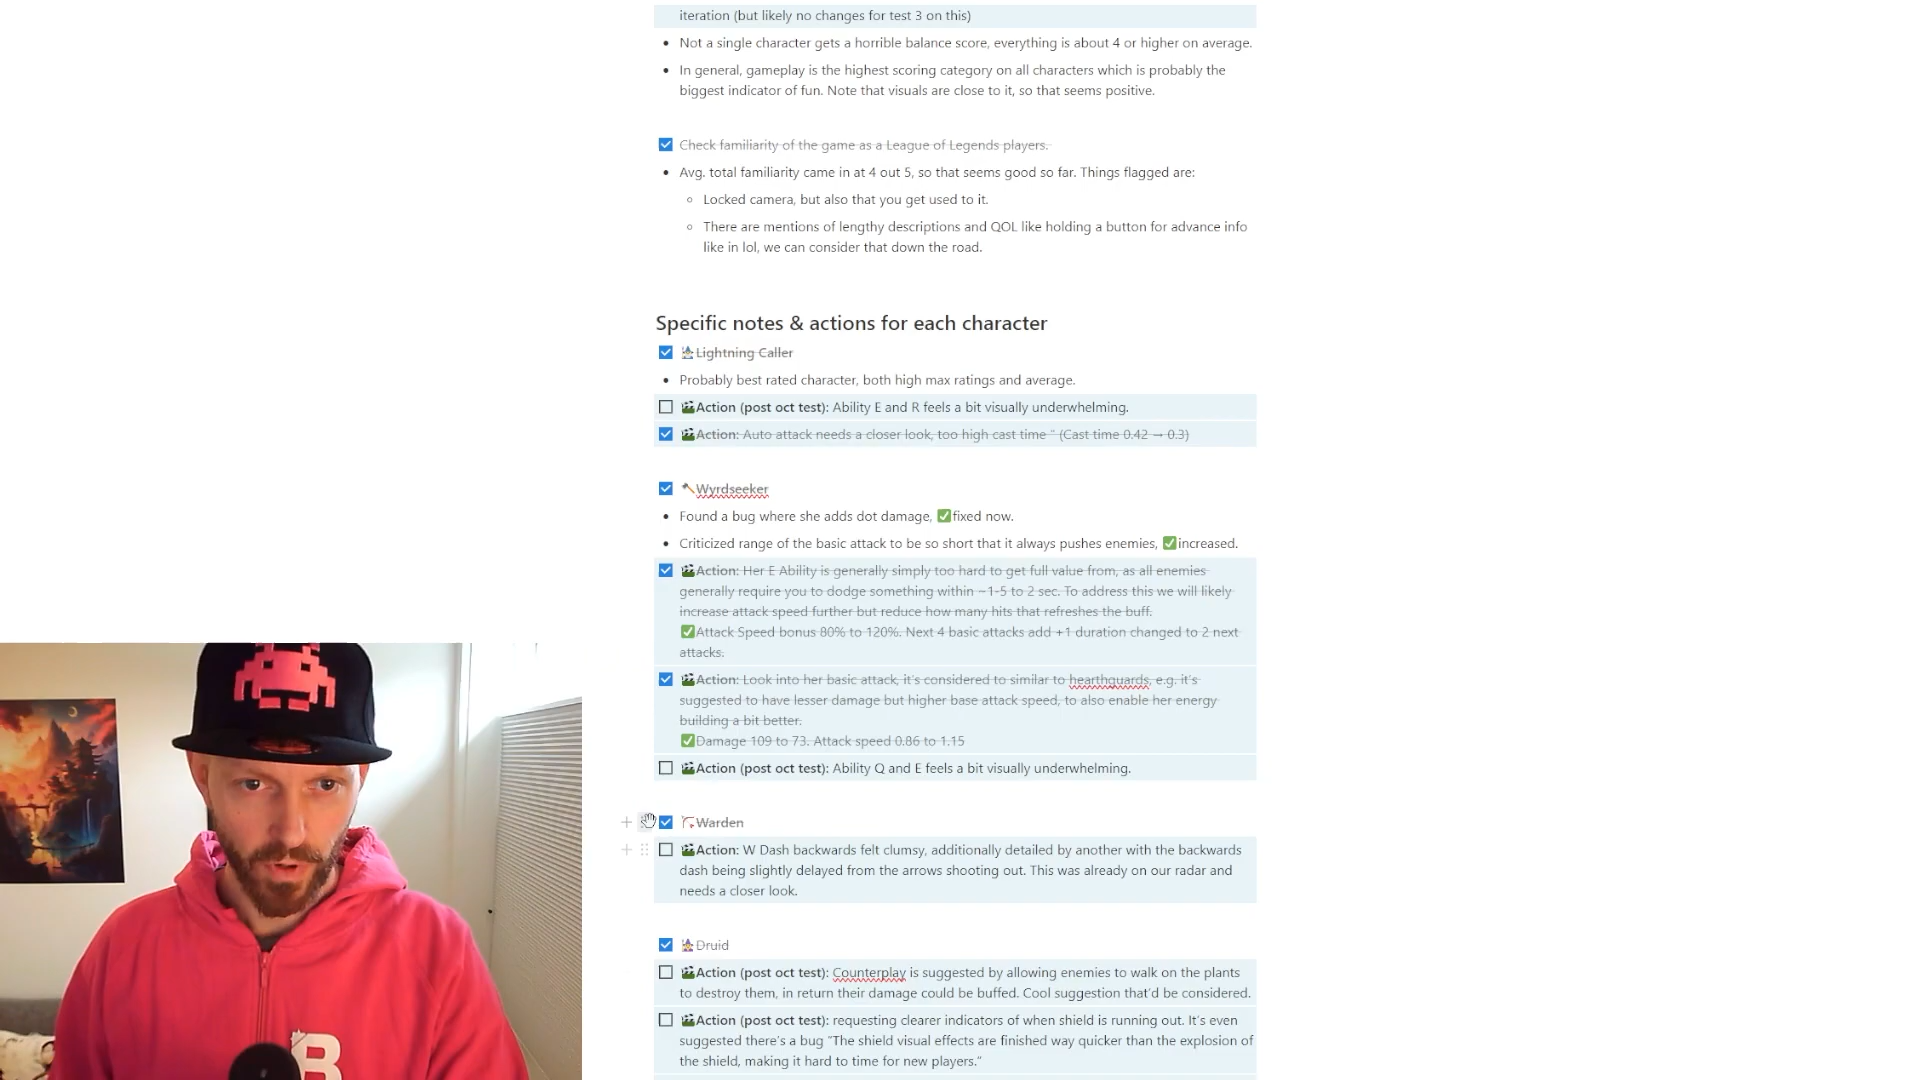 iteration (but likely no changes for test 3 on this)
Not a single character gets a horrible balance score, everything is about 4 or higher on average.
In general, gameplay is the highest scoring category on all characters which is probably the
biggest indicator of fun. Note that visuals are close to it, so that seems positive.
Check familiarity of the game as a League of Legends players.
Avg. total familiarity came in at 4 out 5, so that seems good so far. Things flagged are:
Locked camera, but also that you get used to it.
There are mentions of lengthy descriptions and QOL like holding a button for advance info
like in lol, we can consider that down the road.
Specific notes & actions for each character
Lightning Caller
Probably best rated character, both high max ratings and average.
Action (post oct test): Ability E and R feels a bit visually underwhelming.
Action: Auto attack needs a closer look, too high cast time " (Cast time 0.42 → 0.3)
Wyrdseeker
Found a bug where she adds dot damage, ✅fixed now.
Criticized range of the basic attack to be so short that it always pushes enemies, ✅increased.
Action: Her E Ability is generally simply too hard to get full value from, as all enemies
generally require you to dodge something within ~1-5 to 2 sec. To address this we will likely
increase attack speed further but reduce how many hits that refreshes the buff.
✅Attack Speed bonus 80% to 120%. Next 4 basic attacks add +1 duration changed to 2 next
attacks.
Action: Look into her basic attack, it's considered to similar to hearthguards, e.g. it's
suggested to have lesser damage but higher base attack speed, to also enable her energy
building a bit better.
✅Damage 109 to 73. Attack speed 0.86 to 1.15
Action (post oct test): Ability Q and E feels a bit visually underwhelming.
Warden
Action: W Dash backwards felt clumsy, additionally detailed by another with the backwards
dash being slightly delayed from the arrows shooting out. This was already on our radar and
needs a closer look.
Druid
Action (post oct test): Counterplay is suggested by allowing enemies to walk on the plants
to destroy them, in return their damage could be buffed. Cool suggestion that'd be considered.
Action (post oct test): requesting clearer indicators of when shield is running out. It's even
suggested there's a bug "The shield visual effects are finished way quicker than the explosion of
the shield, making it hard to time for new players."
B